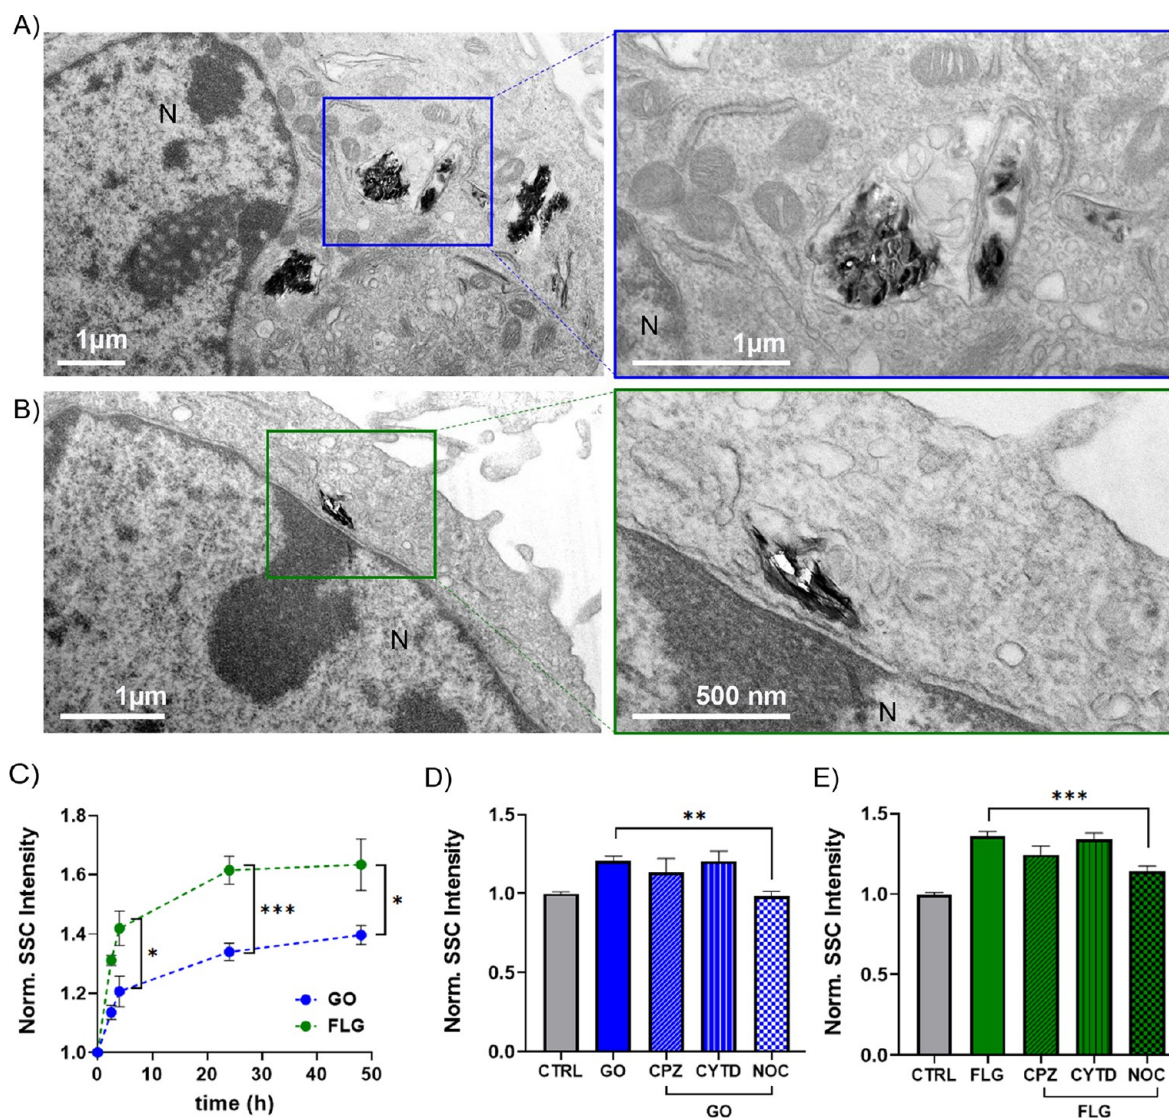 A)
N
1µm
N
1µm
B)
N
1µm
N
500 nm
C)
Norm. SSC Intensity
1.8
1.6
1.4
1.2
1.0
0 10 20 30 40 50
time (h)
*
***
*
GO
FLG
D)
Norm. SSC Intensity
1.5
1.0
0.5
0.0
**
CTRL GO CPZ CYTD NOC
GO
E)
Norm. SSC Intensity
1.5
1.0
0.5
0.0
***
CTRL FLG CPZ CYTD NOC
FLG